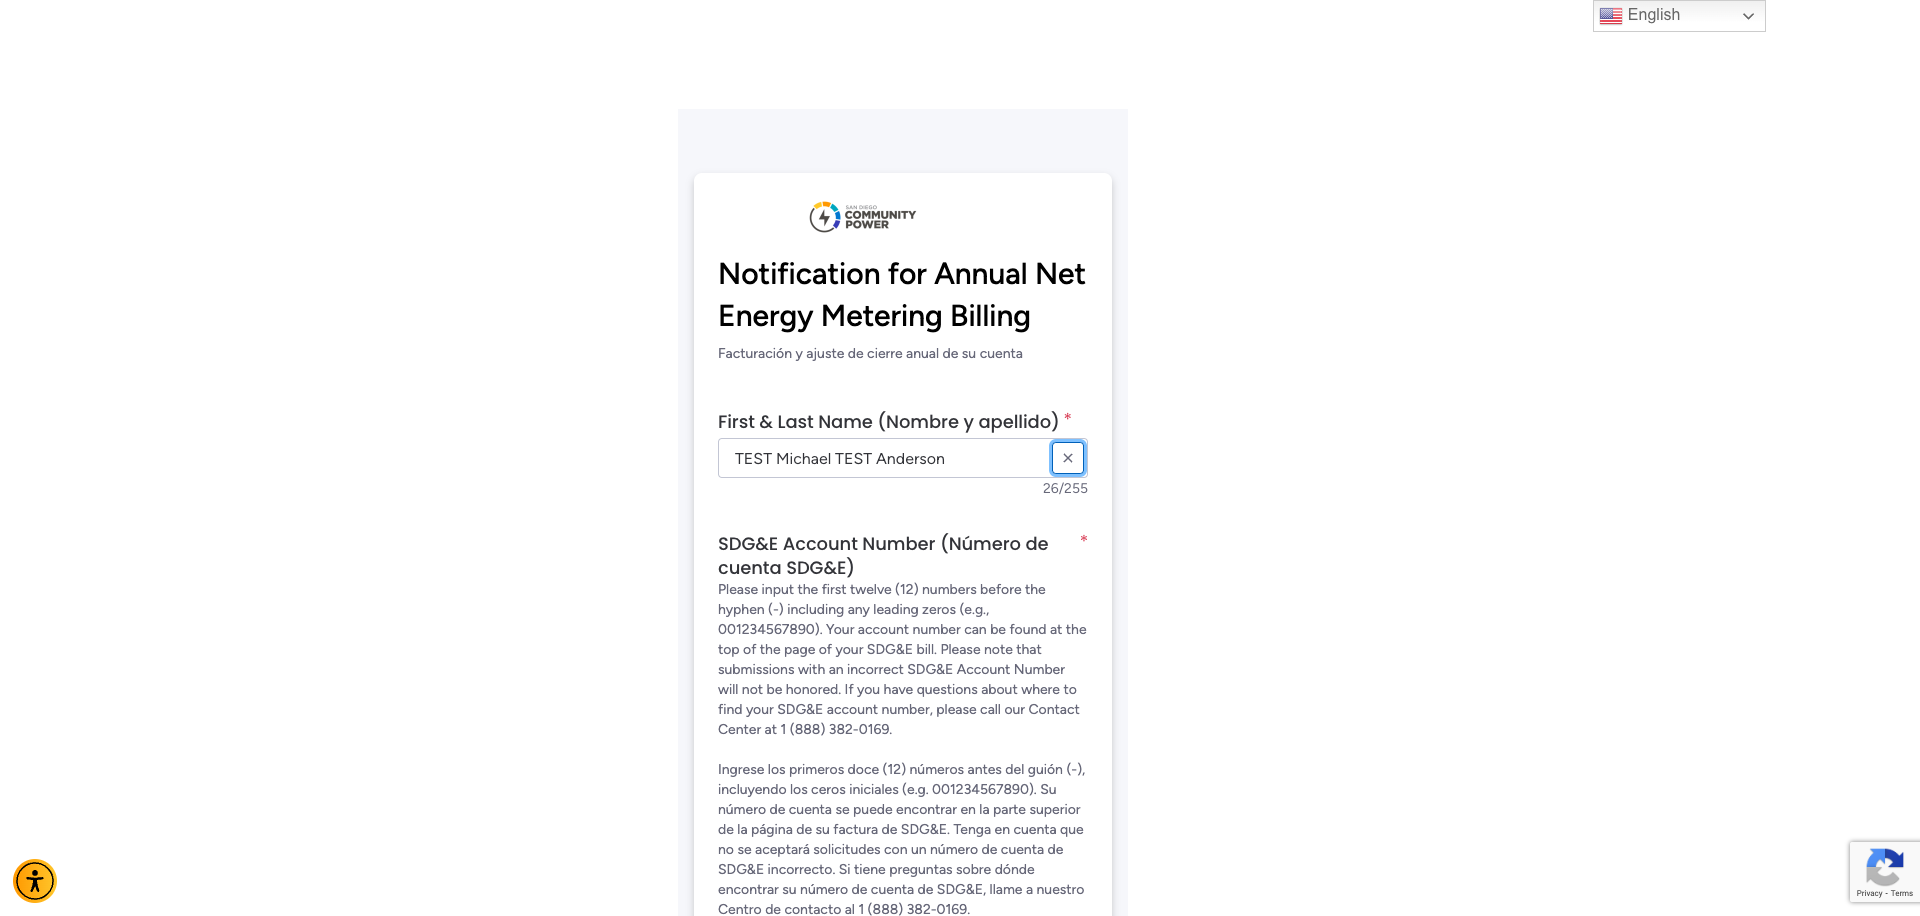 English
SAN DIEGO
COMMUNITY
POWER
Notification for Annual Net
Energy Metering Billing
Facturación y ajuste de cierre anual de su cuenta
First & Last Name (Nombre y apellido) *
TEST Michael TEST Anderson
26/255
SDG&E Account Number (Número de *
cuenta SDG&E)
Please input the first twelve (12) numbers before the
hyphen (-) including any leading zeros (e.g.,
001234567890). Your account number can be found at the
top of the page of your SDG&E bill. Please note that
submissions with an incorrect SDG&E Account Number
will not be honored. If you have questions about where to
find your SDG&E account number, please call our Contact
Center at 1 (888) 382-0169.
Ingrese los primeros doce (12) números antes del guión (-),
incluyendo los ceros iniciales (e.g. 001234567890). Su
número de cuenta se puede encontrar en la parte superior
de la página de su factura de SDG&E. Tenga en cuenta que
no se aceptará solicitudes con un número de cuenta de
SDG&E incorrecto. Si tiene preguntas sobre dónde
encontrar su número de cuenta de SDG&E, llame a nuestro
Centro de contacto al 1 (888) 382-0169.
Privacy - Terms